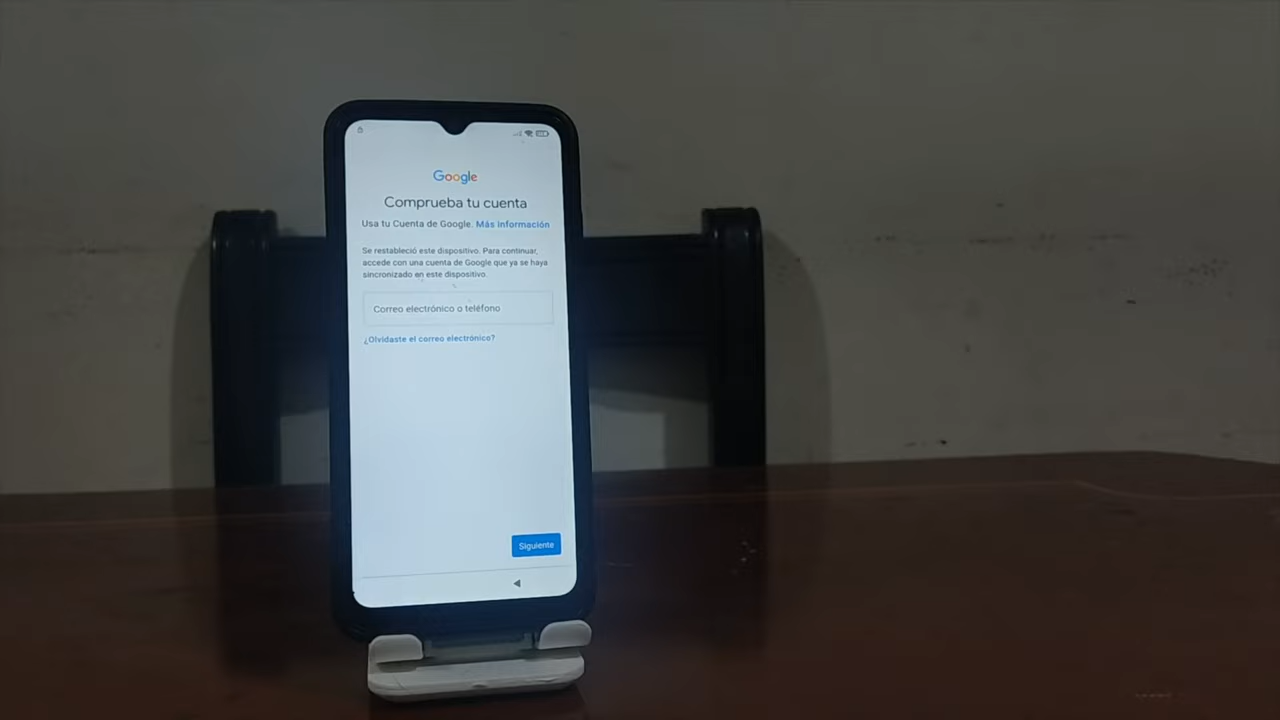 Google
Comprueba tu cuenta
Usa tu Cuenta de Google. Más información
Se restableció este dispositivo. Para continuar,
accede con una cuenta de Google que ya se haya
sincronizado en este dispositivo.
Correo electrónico o teléfono
¿Olvidaste el correo electrónico?
Siguiente